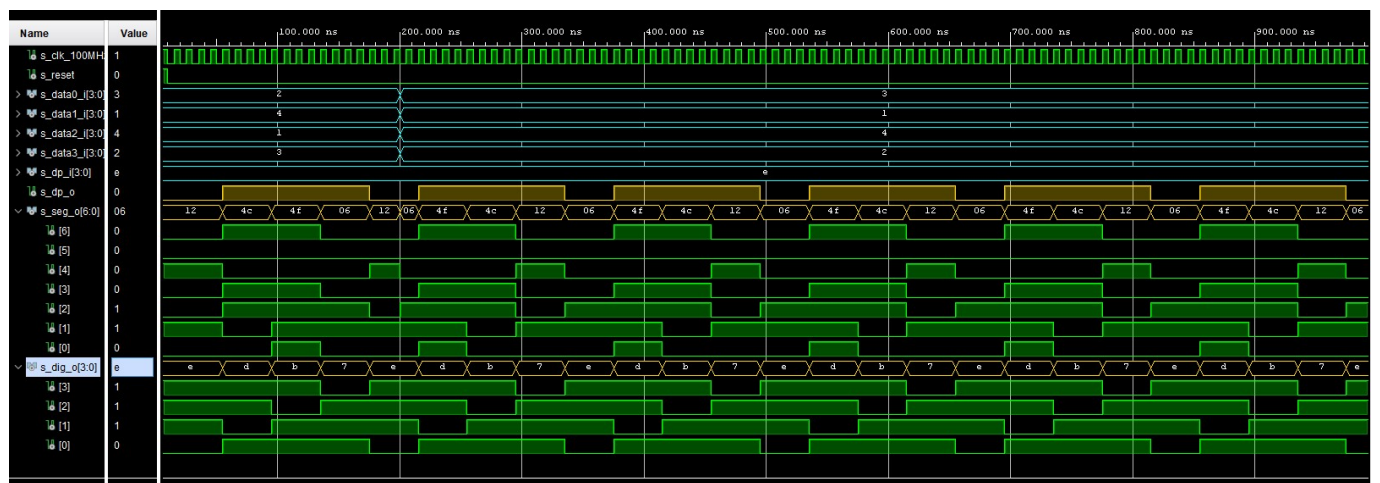 Name Value
100.000 ns 200.000 ns 300.000 ns 400.000 ns 500.000 ns 600.000 ns 700.000 ns 800.000 ns 900.000 ns
s_clk_100MH 1
s_reset 0
s_data0_i[3:0] 3 2 3
s_data1_i[3:0] 1 4 1
s_data2_i[3:0] 4 1 4
s_data3_i[3:0] 2 3 2
s_dp_i[3:0] e e
s_dp_o 0
s_seg_o[6:0] 06 12 4c 4f 06 12 06 4f 4c 12 06 4f 4c 12 06 4f 4c 12 06 4f 4c 12 06 4f 4c 12 06
[6] 0
[5] 0
[4] 0
[3] 0
[2] 1
[1] 1
[0] 0
s_dig_o[3:0] e e d b 7 e d b 7 e d b 7 e d b 7 e d b 7 e d b 7 e
[3] 1
[2] 1
[1] 1
[0] 0